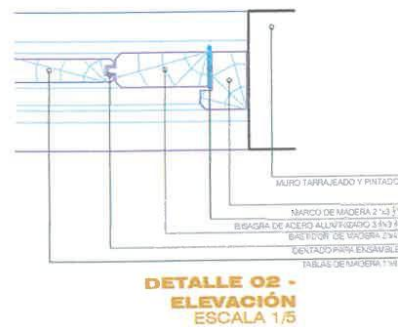 MURO TARRAJEADO Y PINTADO
MARCO DE MADERA 2"x3
BISAGRA DE ACERO ALUMINIZADO
BASTIDOR DE MADERA
DENTADO PARA ENSAMBLE
TABLAS DE MADERA
DETALLE 02 -
ELEVACIÓN
ESCALA 1/5